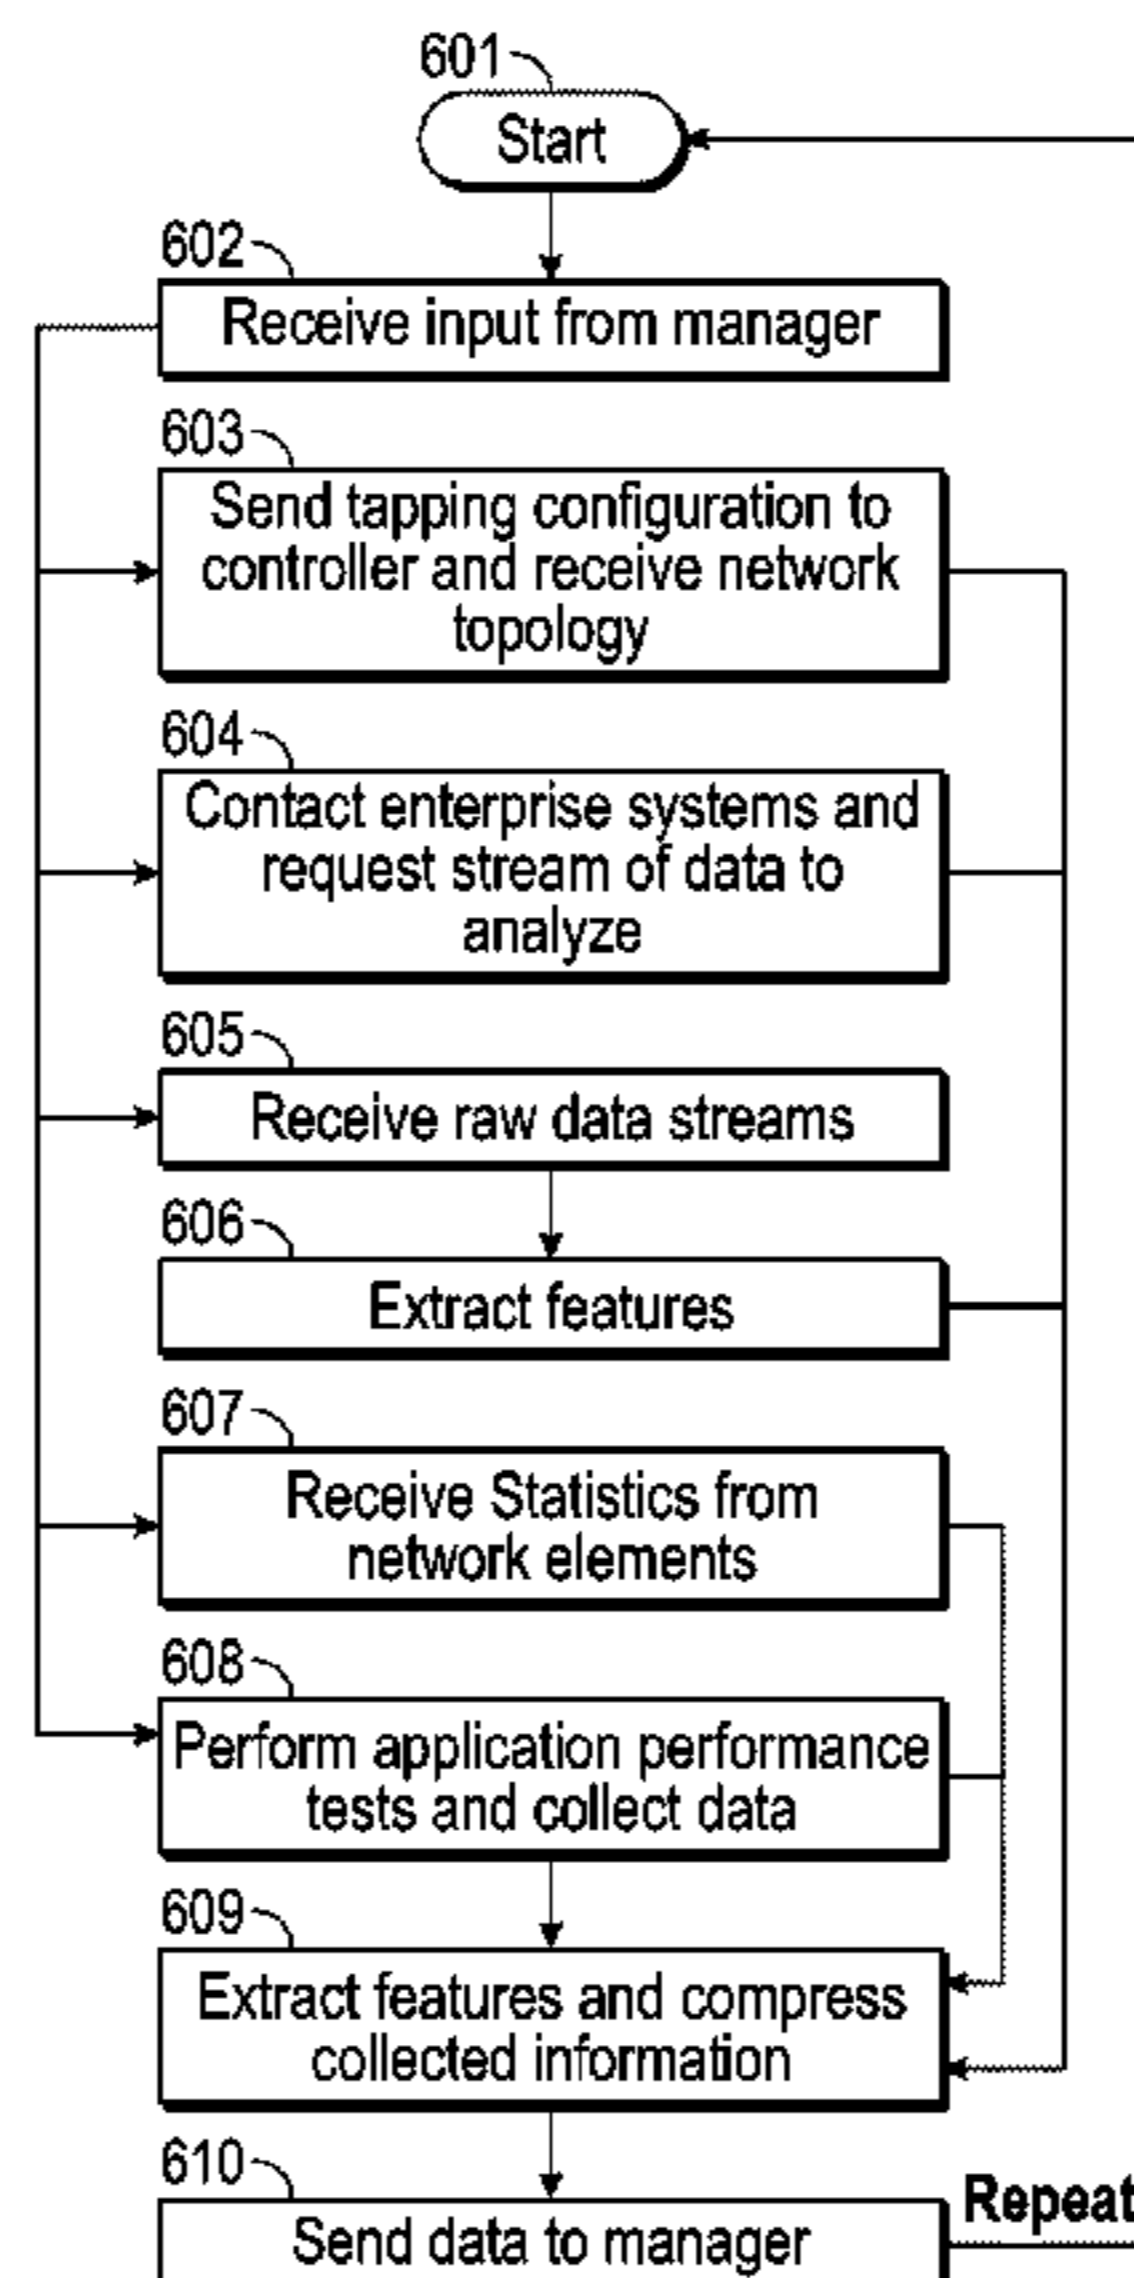 601
Start
602
Receive input from manager
603
Send tapping configuration to
controller and receive network
topology
604
Contact enterprise systems and
request stream of data to
analyze
605
Receive raw data streams
606
Extract features
607
Receive Statistics from
network elements
608
Perform application performance
tests and collect data
609
Extract features and compress
collected information
610
Repeat
Send data to manager